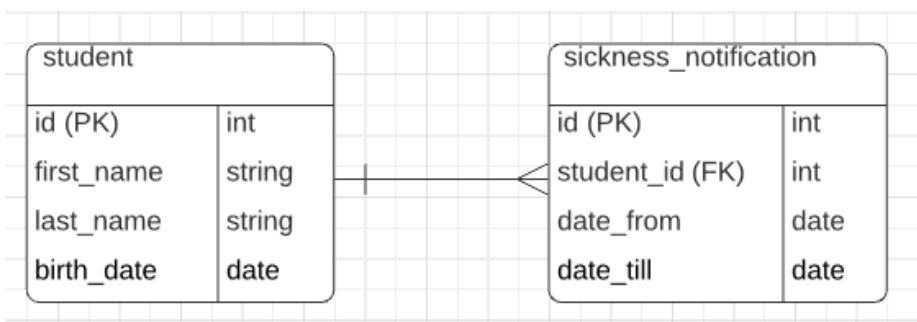 student
id (PK) int
first_name string
last_name string
birth_date date
sickness_notification
id (PK) int
student_id (FK) int
date_from date
date_till date